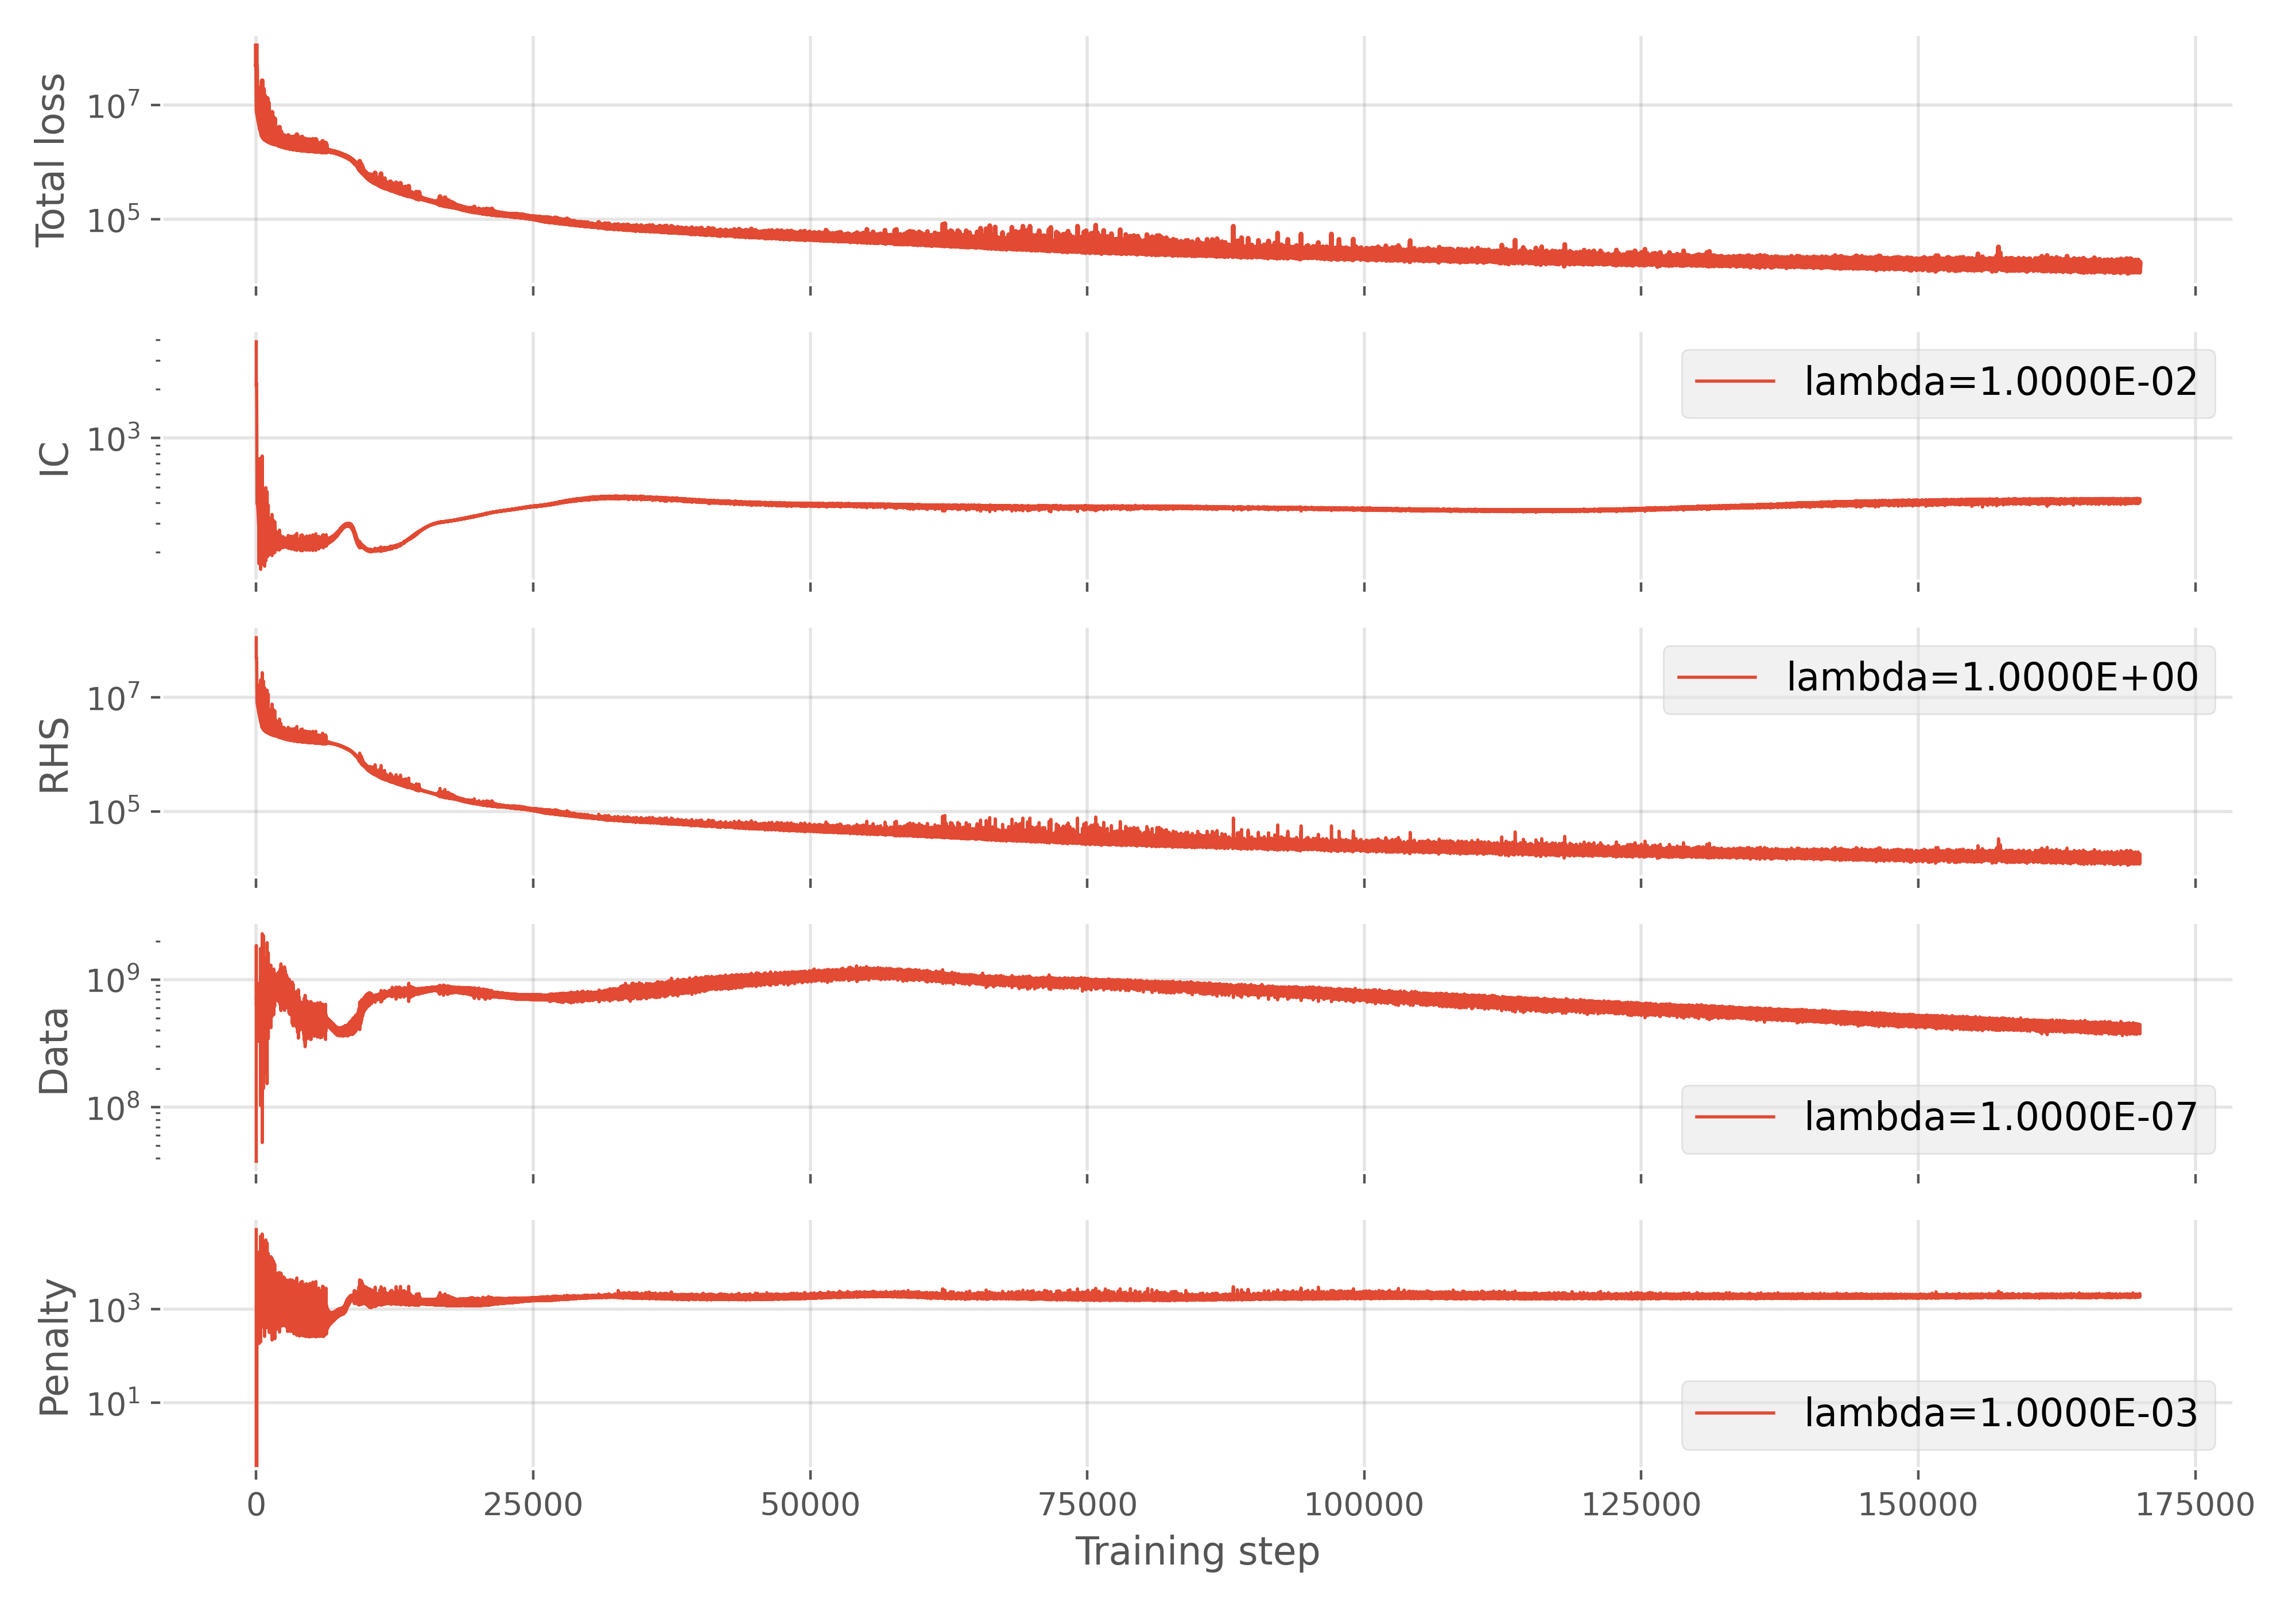 Total loss
10^7
10^5
IC
10^3
lambda=1.0000E-02
RHS
10^7
10^5
lambda=1.0000E+00
Data
10^9
10^8
lambda=1.0000E-07
Penalty
10^3
10^1
lambda=1.0000E-03
0 25000 50000 75000 100000 125000 150000 175000
Training step